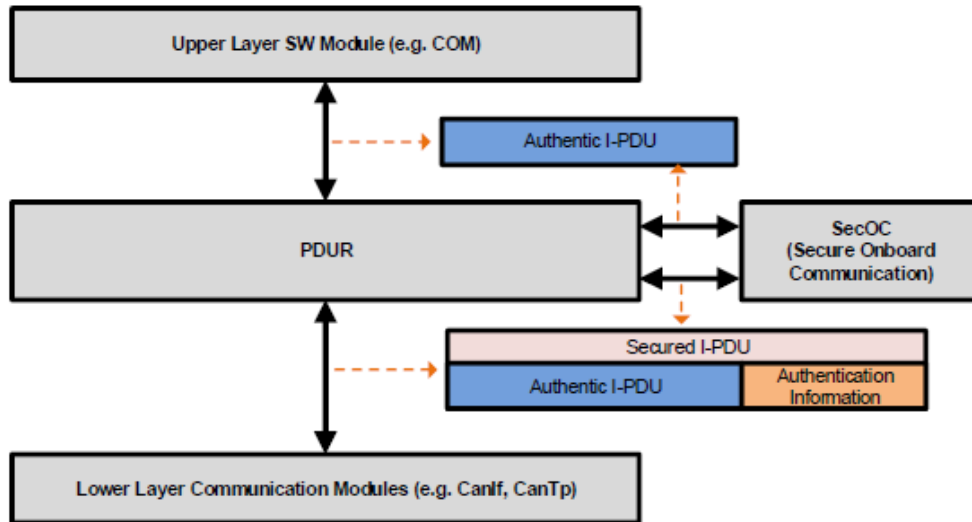 Upper Layer SW Module (e.g. COM)
Authentic I-PDU
PDUR
SecOC
(Secure Onboard
Communication)
Secured I-PDU
Authentic I-PDU
Authentication
Information
Lower Layer Communication Modules (e.g. CanIf, CanTp)